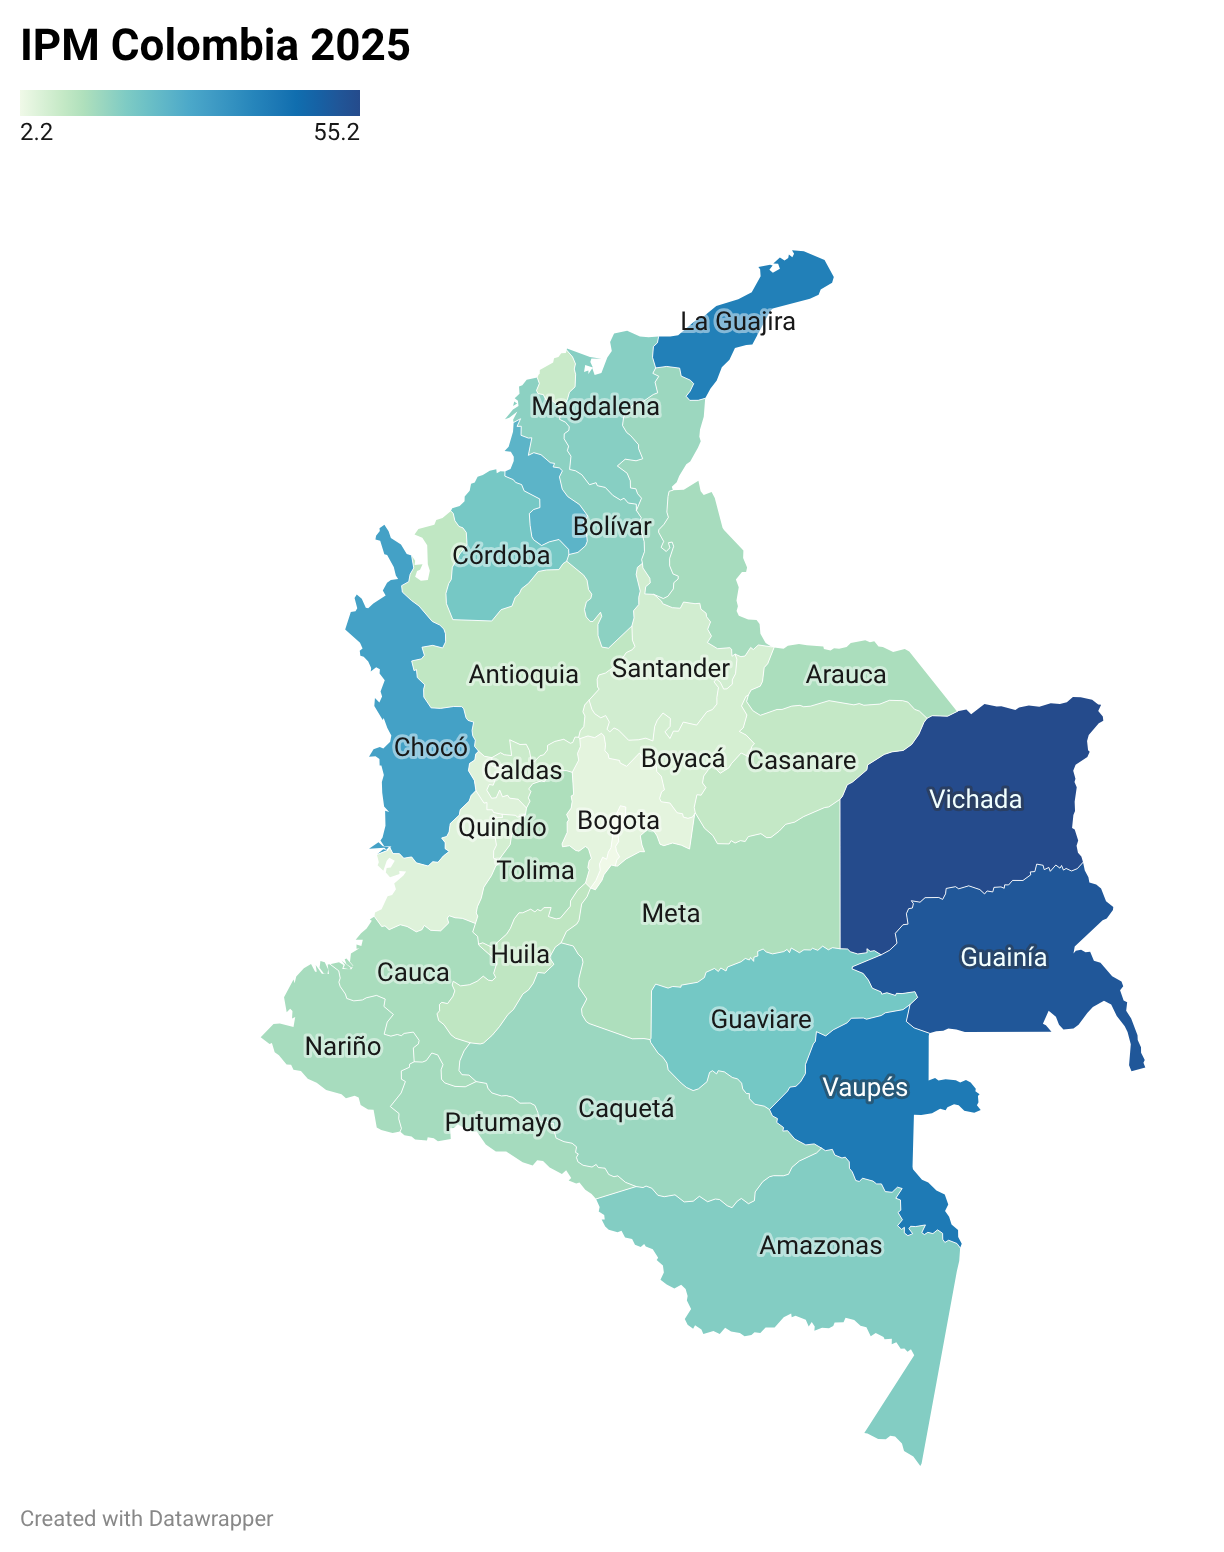 IPM Colombia 2025
2.2 55.2
La Guajira
Magdalena
Bolívar
Córdoba
Santander
Antioquia
Arauca
Chocó
Boyacá
Casanare
Caldas
Vichada
Bogota
Quindío
Tolima
Meta
Huila
Guainía
Cauca
Guaviare
Nariño
Vaupés
Caquetá
Putumayo
Amazonas
Created with Datawrapper